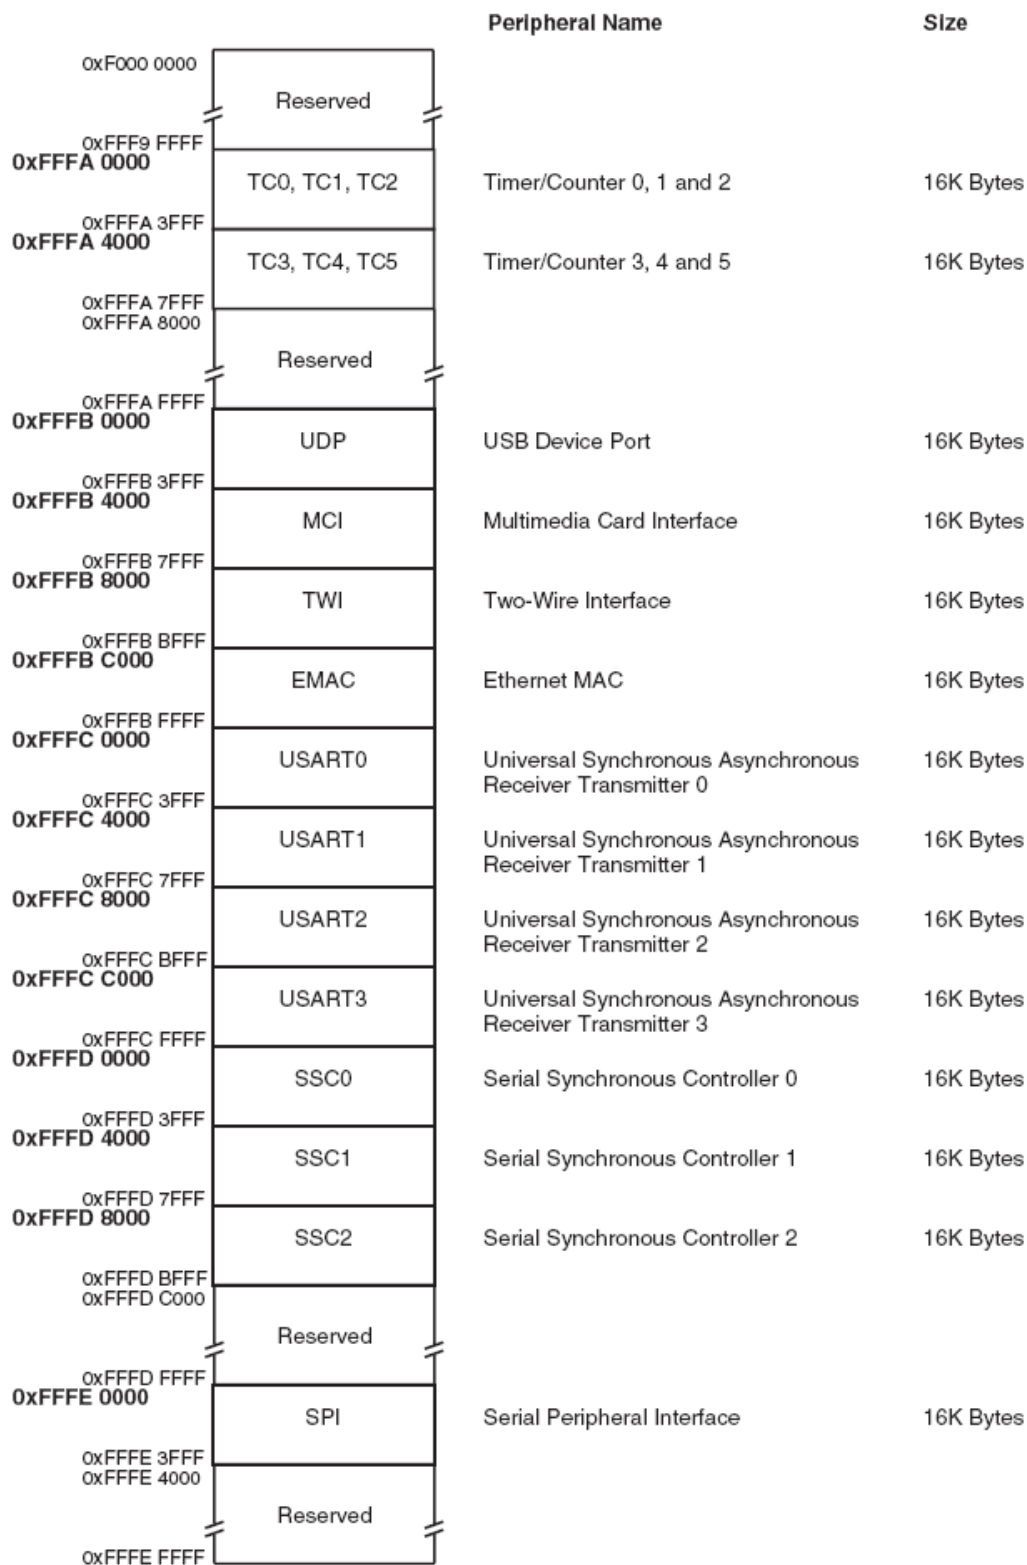 Peripheral Name Size
0xF000 0000
Reserved
0xFFF9 FFFF
0xFFFA 0000
TC0, TC1, TC2 Timer/Counter 0, 1 and 2 16K Bytes
0xFFFA 3FFF
0xFFFA 4000
TC3, TC4, TC5 Timer/Counter 3, 4 and 5 16K Bytes
0xFFFA 7FFF
0xFFFA 8000
Reserved
0xFFFA FFFF
0xFFFB 0000
UDP USB Device Port 16K Bytes
0xFFFB 3FFF
0xFFFB 4000
MCI Multimedia Card Interface 16K Bytes
0xFFFB 7FFF
0xFFFB 8000
TWI Two-Wire Interface 16K Bytes
0xFFFB BFFF
0xFFFB C000
EMAC Ethernet MAC 16K Bytes
0xFFFB FFFF
0xFFFC 0000
USART0 Universal Synchronous Asynchronous 16K Bytes
Receiver Transmitter 0
0xFFFC 3FFF
0xFFFC 4000
USART1 Universal Synchronous Asynchronous 16K Bytes
Receiver Transmitter 1
0xFFFC 7FFF
0xFFFC 8000
USART2 Universal Synchronous Asynchronous 16K Bytes
Receiver Transmitter 2
0xFFFC BFFF
0xFFFC C000
USART3 Universal Synchronous Asynchronous 16K Bytes
Receiver Transmitter 3
0xFFFC FFFF
0xFFFD 0000
SSC0 Serial Synchronous Controller 0 16K Bytes
0xFFFD 3FFF
0xFFFD 4000
SSC1 Serial Synchronous Controller 1 16K Bytes
0xFFFD 7FFF
0xFFFD 8000
SSC2 Serial Synchronous Controller 2 16K Bytes
0xFFFD BFFF
0xFFFD C000
Reserved
0xFFFD FFFF
0xFFFE 0000
SPI Serial Peripheral Interface 16K Bytes
0xFFFE 3FFF
0xFFFE 4000
Reserved
0xFFFE FFFF